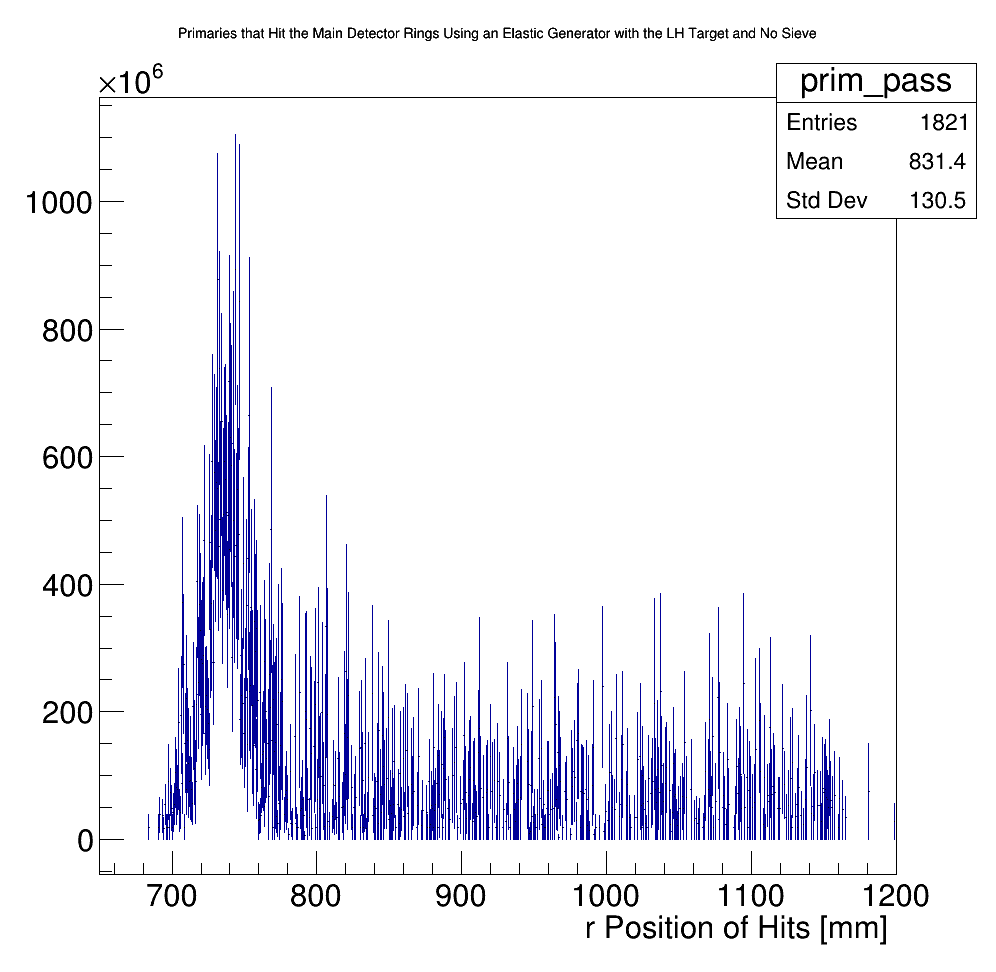 Primaries that Hit the Main Detector Rings Using an Elastic Generator with the LH Target and No Sieve
×10⁶
prim_pass
Entries 1821
Mean 831.4
Std Dev 130.5
1000
800
600
400
200
0
700 800 900 1000 1100 1200
r Position of Hits [mm]